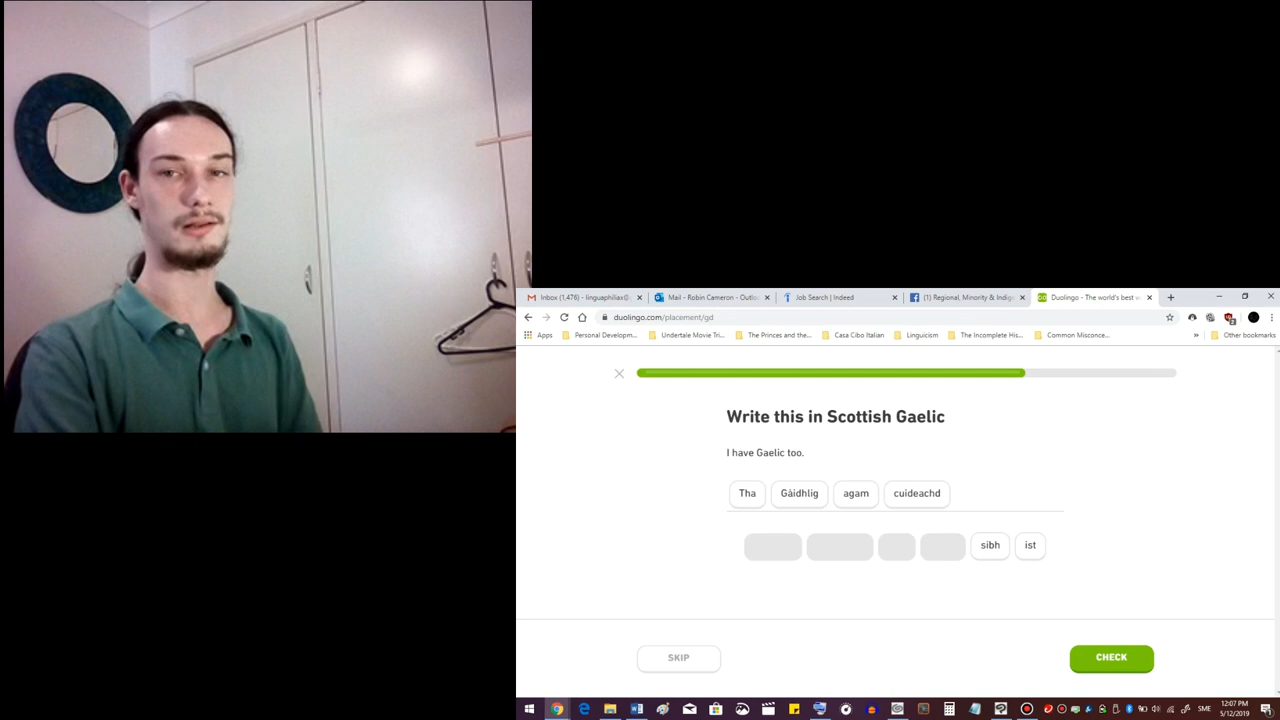 Inbox (1,476) - linguaphiliax@
Mail - Robin Cameron - Outlo
Job Search | Indeed
(1) Regional, Minority & Indig
Duolingo - The world's best w
duolingo.com/placement/gd
Apps
Personal Developm...
Undertale Movie Tri...
The Princes and the...
Casa Cibo Italian
Linguicism
The Incomplete His...
Common Misconce...
»
Other bookmarks
Write this in Scottish Gaelic
I have Gaelic too.
Tha Gàidhlig agam cuideachd
sibh ist
SKIP
CHECK
SME
12:07 PM
5/12/2019